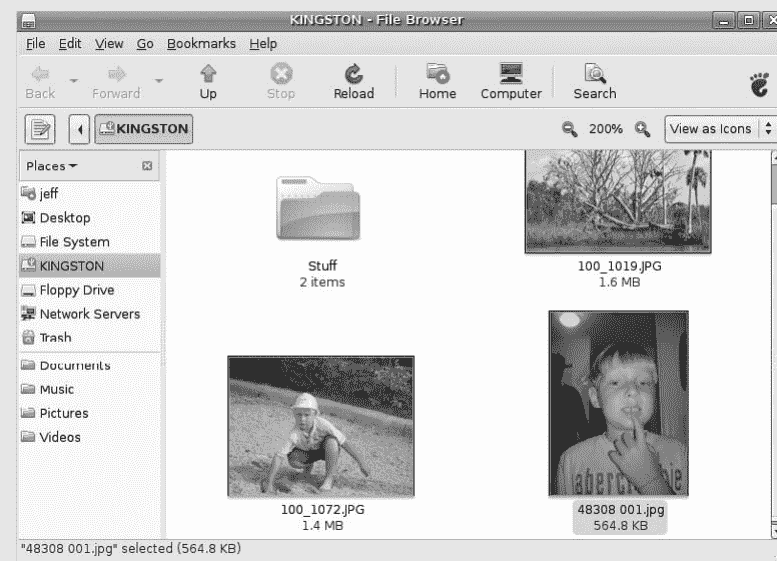 KINGSTON - File Browser
File Edit View Go Bookmarks Help
Back Forward Up Stop Reload Home Computer Search
KINGSTON 200% View as Icons
Places
jeff
Desktop
File System
KINGSTON
Floppy Drive
Network Servers
Trash
Documents
Music
Pictures
Videos
Stuff
2 items
100_1019.JPG
1.6 MB
100_1072.JPG
1.4 MB
48308 001.jpg
564.8 KB
"48308 001.jpg" selected (564.8 KB)